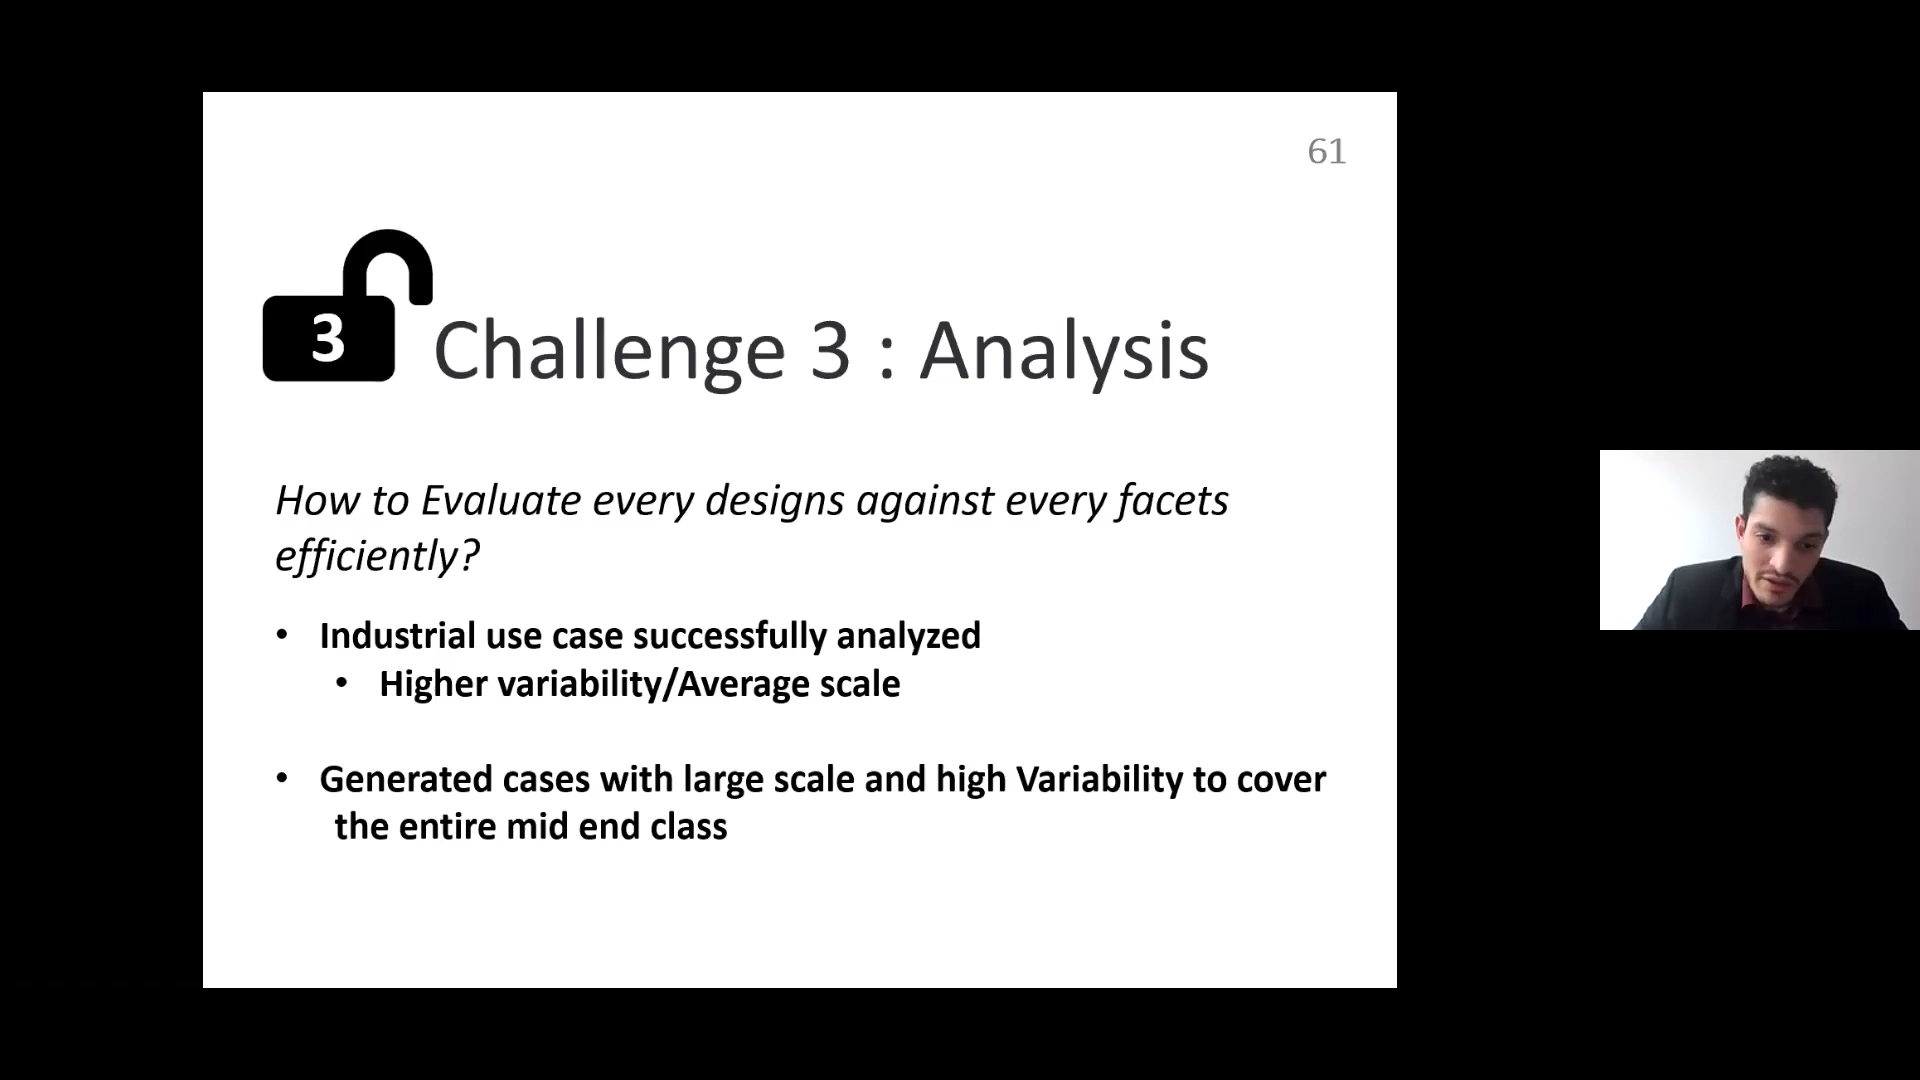 61
3
Challenge 3 : Analysis
How to Evaluate every designs against every facets
efficiently?
• Industrial use case successfully analyzed
• Higher variability/Average scale
• Generated cases with large scale and high Variability to cover
the entire mid end class